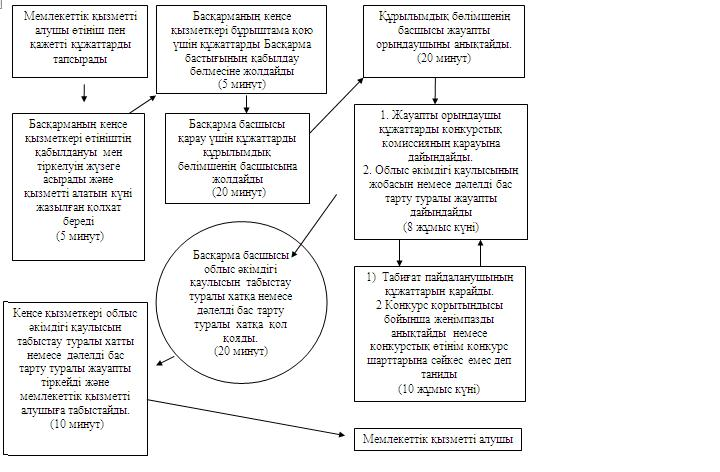 Мемлекеттік қызметті
алушы өтініш пен
қажетті құжаттарды
тапсырады
Басқарманың кеңсе
қызметкері өтініштің
қабылдануы мен
тіркелуін жүзеге
асырады және
қызметті алатын күні
жазылған қолхат
береді
(5 минут)
Басқарманың кеңсе
қызметкері бұрыштама қою
үшін құжаттарды Басқарма
бастығының қабылдау
бөлмесіне жолдайды
(5 минут)
Басқарма басшысы
қарау үшін құжаттарды
құрылымдық
бөлімшенің басшысына
жолдайды
(20 минут)
Құрылымдық бөлімшенің
басшысы жауапты
орындаушыны анықтайды.
(20 минут)
1. Жауапты орындаушы
құжаттарды конкурстық
комиссияның қарауына
дайындайды.
2. Облыс әкімдігі қаулысының
жобасын немесе дәлелді бас
тарту туралы жауапты
дайындайды
(8 жұмыс күні)
1) Табиғат пайдаланушының
құжаттарын қарайды.
2 Конкурс қорытындысы
бойынша жеңімпазды
анықтайды немесе
конкурстық өтінім конкурс
шарттарына сәйкес емес деп
таниды
(10 жұмыс күні)
Басқарма басшысы
облыс әкімдігі
қаулысын табыстау
туралы хатқа немесе
дәлелді бас тарту
туралы хатқа қол
қояды.
(20 минут)
Кеңсе қызметкері облыс
әкімдігі қаулысын
табыстау туралы хатты
немесе дәлелді бас
тарту туралы жауапты
тіркейді және
мемлекеттік қызметті
алушыға табыстайды.
(10 минут)
Мемлекеттік қызметті алушы